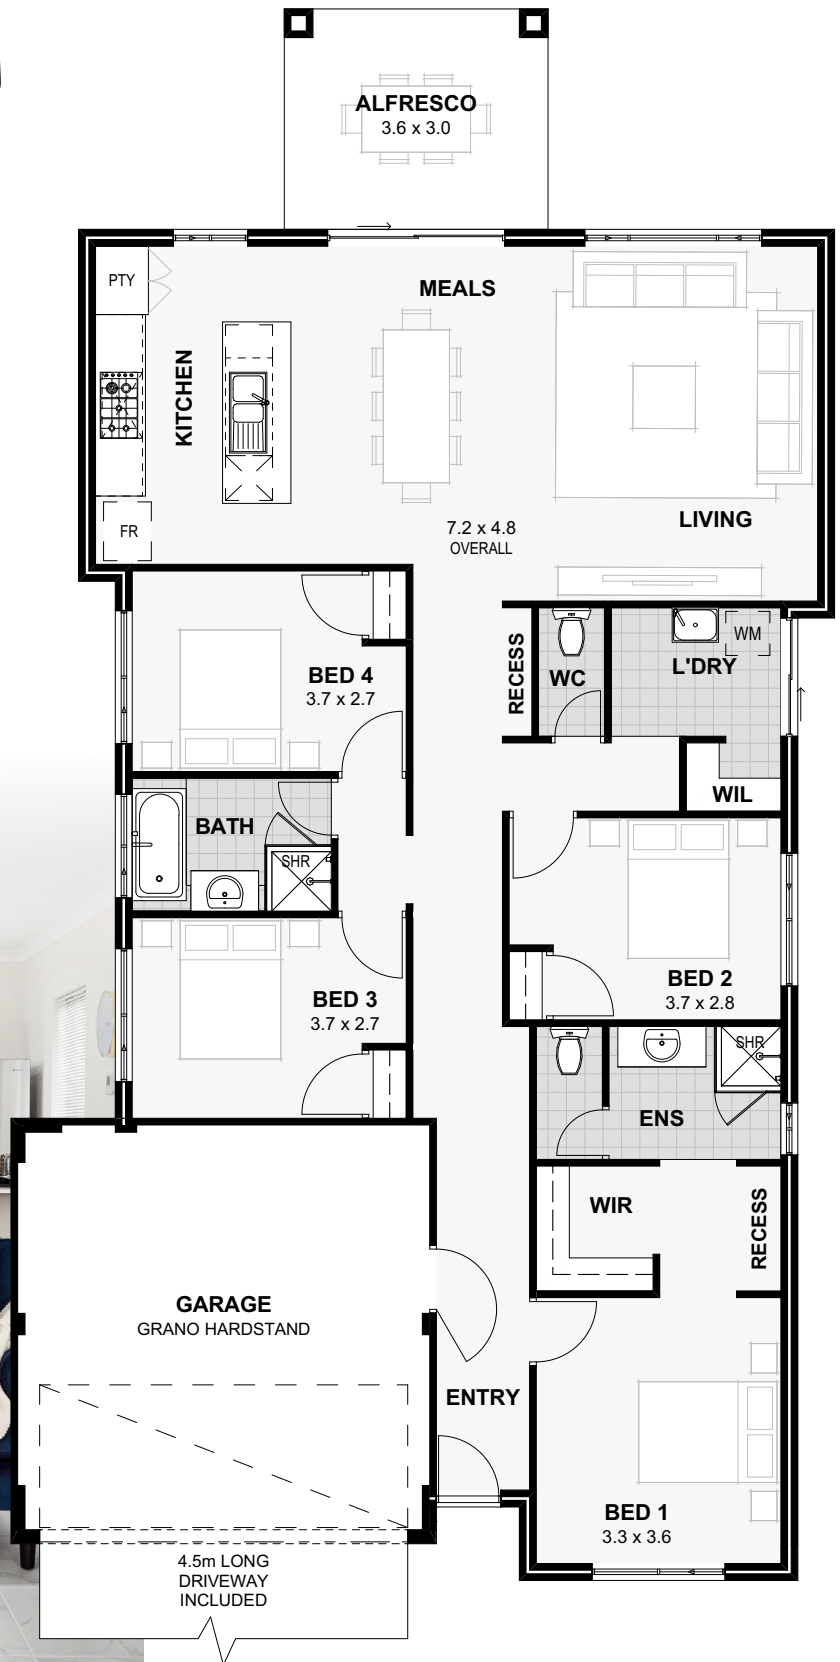 ALFRESCO
3.6 x 3.0
PTY
MEALS
KITCHEN
FR
LIVING
7.2 x 4.8
OVERALL
BED 4
3.7 x 2.7
RECESS
WC
L'DRY
WM
WIL
BATH
SHR
BED 2
3.7 x 2.8
BED 3
3.7 x 2.7
SHR
ENS
WIR
RECESS
GARAGE
GRANO HARDSTAND
ENTRY
BED 1
3.3 x 3.6
4.5m LONG
DRIVEWAY
INCLUDED